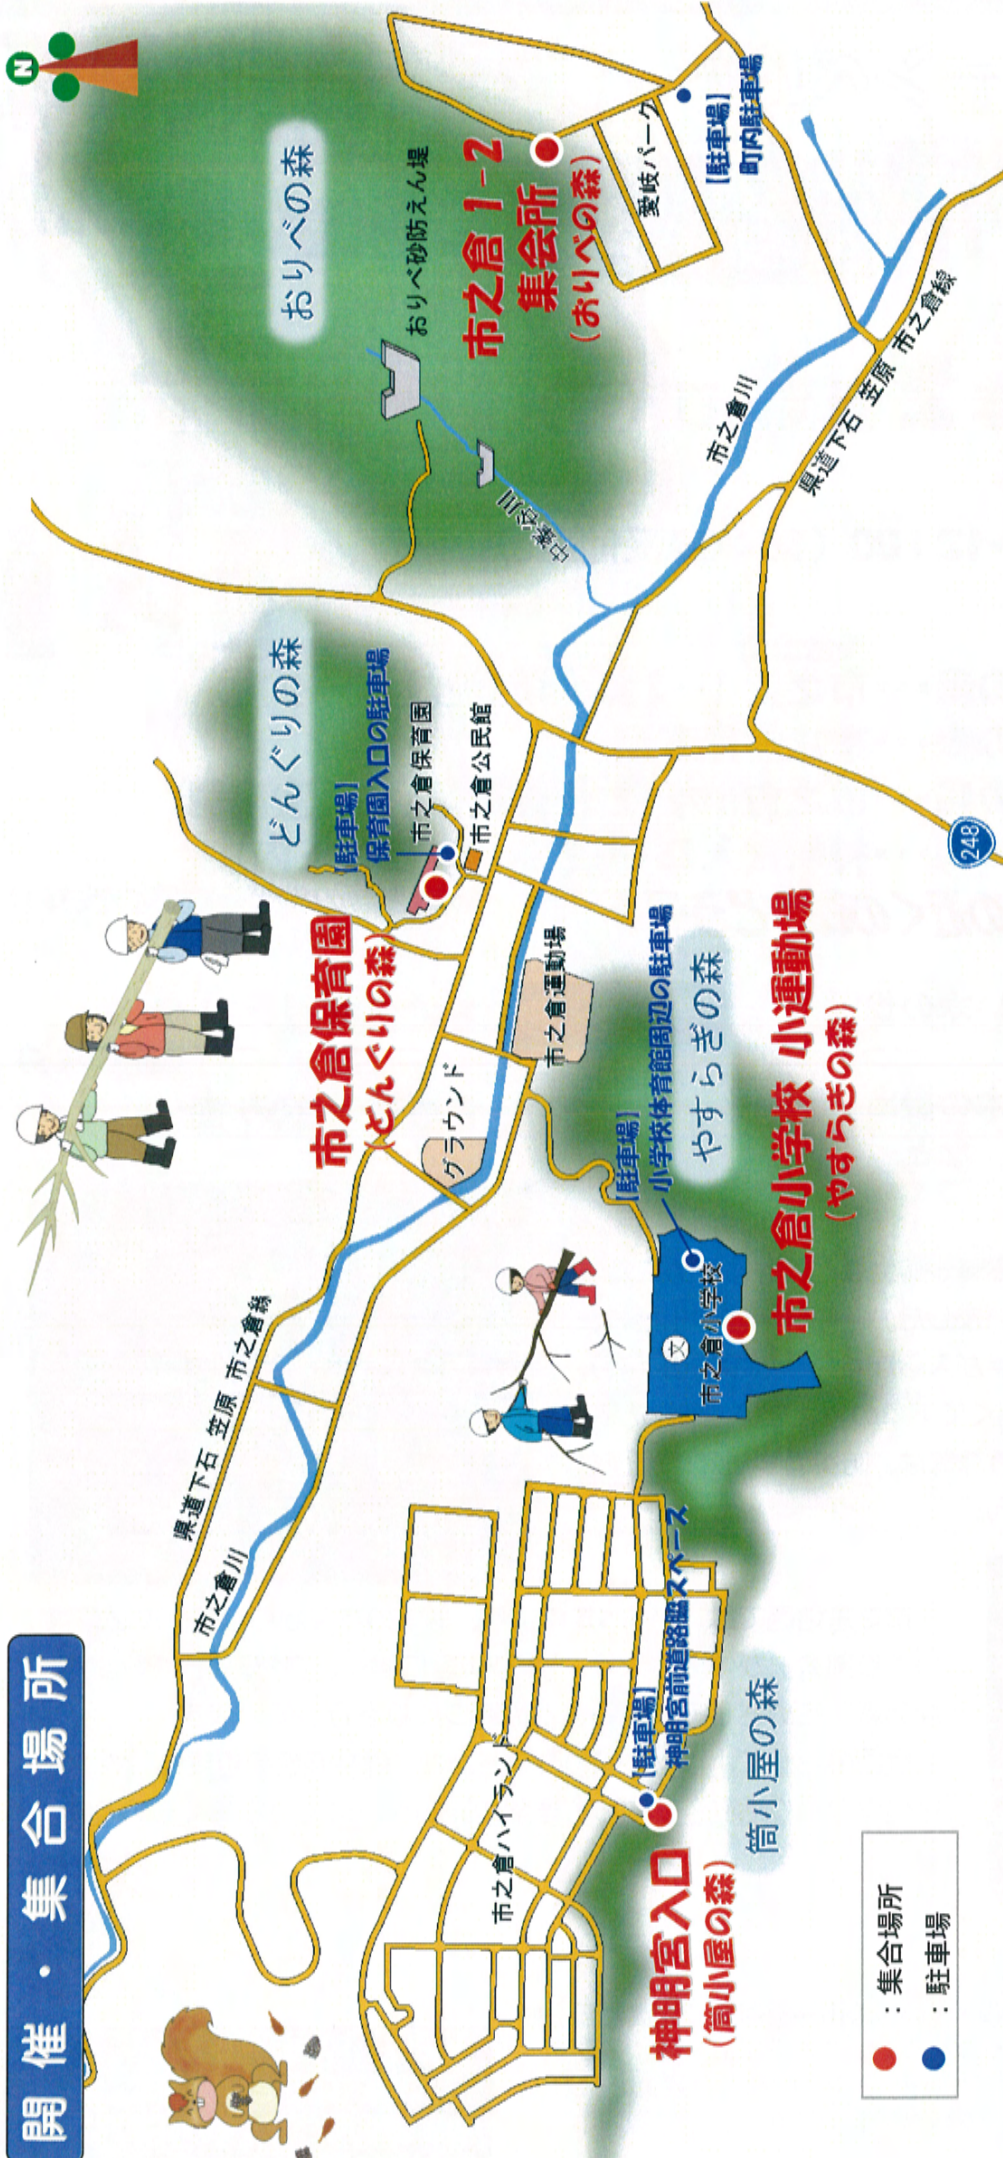 開催・集合場所
N
おりべの森
おりべ砂防えん堤
市之倉 1-2
集会所
(おりべの森)
愛岐パーク
【駐車場】
町内駐車場
市之倉川
県道下石 笠原 市之倉線
どんぐりの森
【駐車場】
保育園入口の駐車場
市之倉保育園
市之倉公民館
市之倉保育園
(どんぐりの森)
グラウンド
市之倉運動場
248
【駐車場】
小学校体育館周辺の駐車場
やすらぎの森
文
市之倉小学校
市之倉小学校 小運動場
(やすらぎの森)
県道下石 笠原 市之倉線
市之倉川
市之倉ハイランド
【駐車場】
神明宮前道路脇スペース
筒小屋の森
神明宮入口
(筒小屋の森)
:集合場所
:駐車場